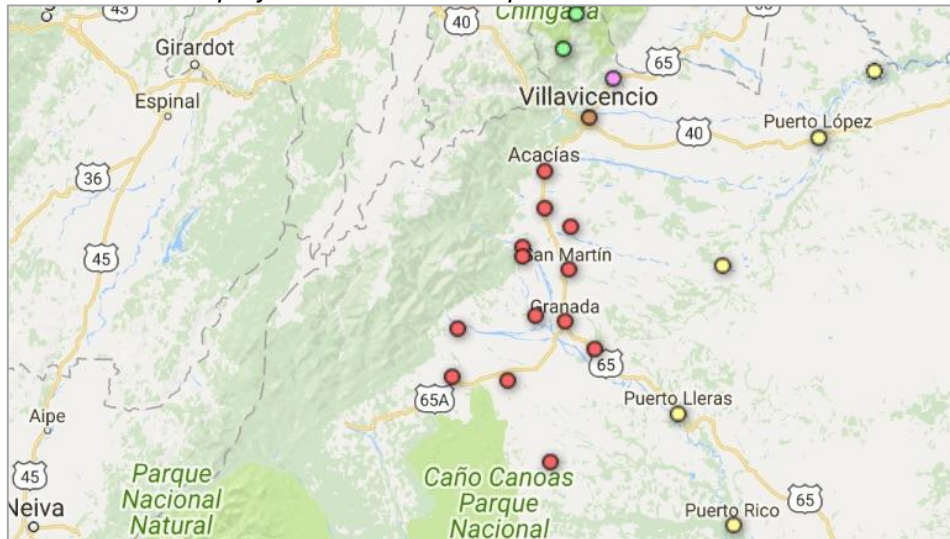 43
40
Chingaza
Girardot
65
Espinal
Villavicencio
Puerto López
40
Acacías
36
45
San Martín
Granada
65
65A
Puerto Lleras
Aipe
45
Parque
Nacional
Natural
Caño Canoas
Parque
Nacional
65
Neiva
Puerto Rico